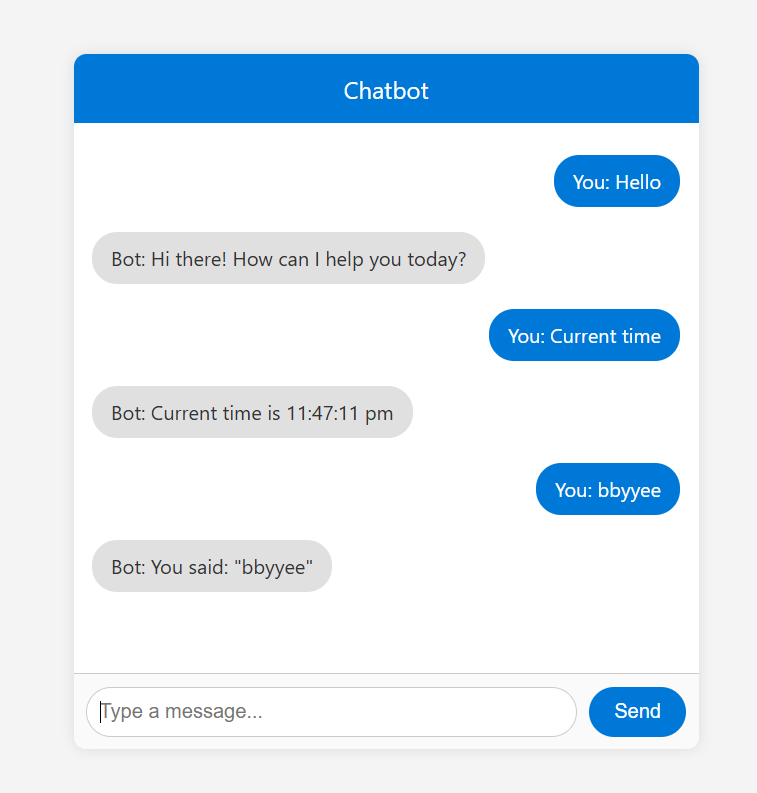 Chatbot
You: Hello
Bot: Hi there! How can I help you today?
You: Current time
Bot: Current time is 11:47:11 pm
You: bbyyee
Bot: You said: "bbyyee"
Type a message...
Send